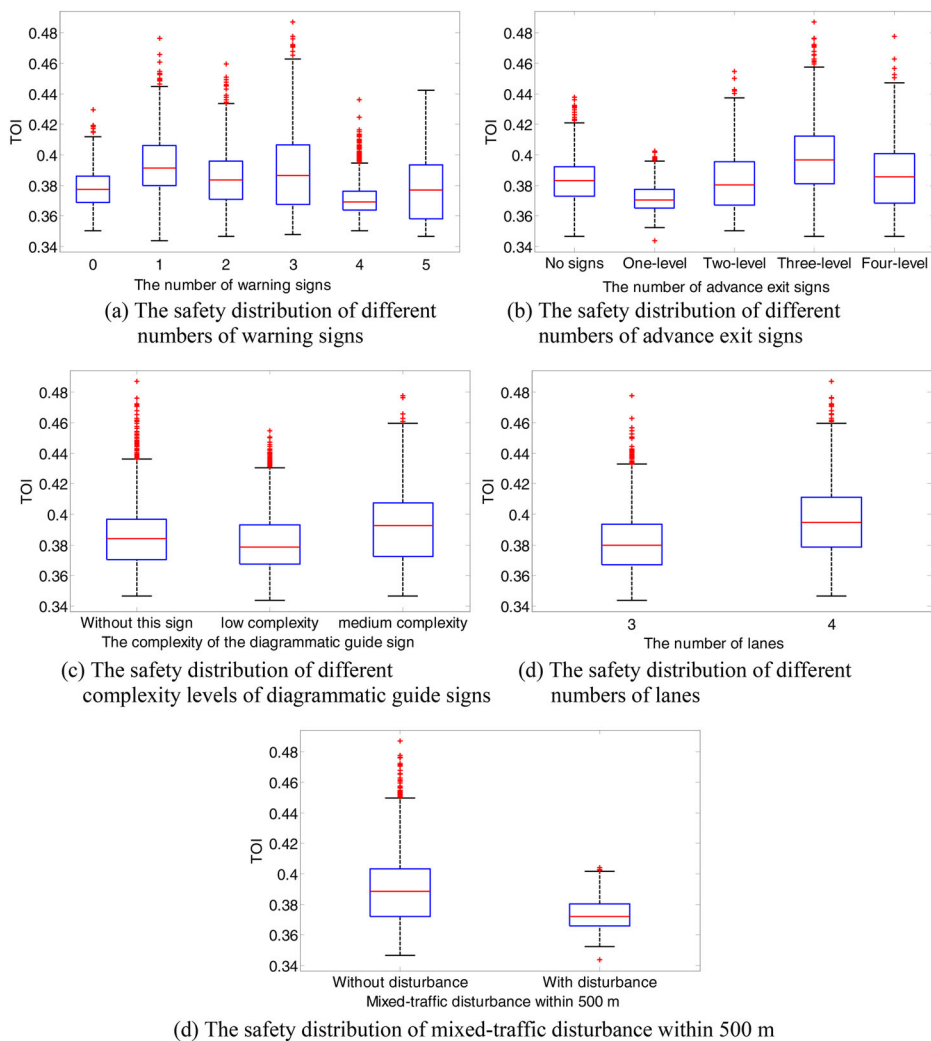 0.48
0.46
0.44
0.42
0.4
0.38
0.36
0.34
TOI
0 1 2 3 4 5
The number of warning signs
(a) The safety distribution of different
numbers of warning signs
0.48
0.46
0.44
0.42
0.4
0.38
0.36
0.34
TOI
No signs One-level Two-level Three-level Four-level
The number of advance exit signs
(b) The safety distribution of different
numbers of advance exit signs
0.48
0.46
0.44
0.42
0.4
0.38
0.36
0.34
TOI
Without this sign low complexity medium complexity
The complexity of the diagrammatic guide sign
(c) The safety distribution of different
complexity levels of diagrammatic guide signs
0.48
0.46
0.44
0.42
0.4
0.38
0.36
0.34
TOI
3 4
The number of lanes
(d) The safety distribution of different
numbers of lanes
0.48
0.46
0.44
0.42
0.4
0.38
0.36
0.34
TOI
Without disturbance With disturbance
Mixed-traffic disturbance within 500 m
(d) The safety distribution of mixed-traffic disturbance within 500 m